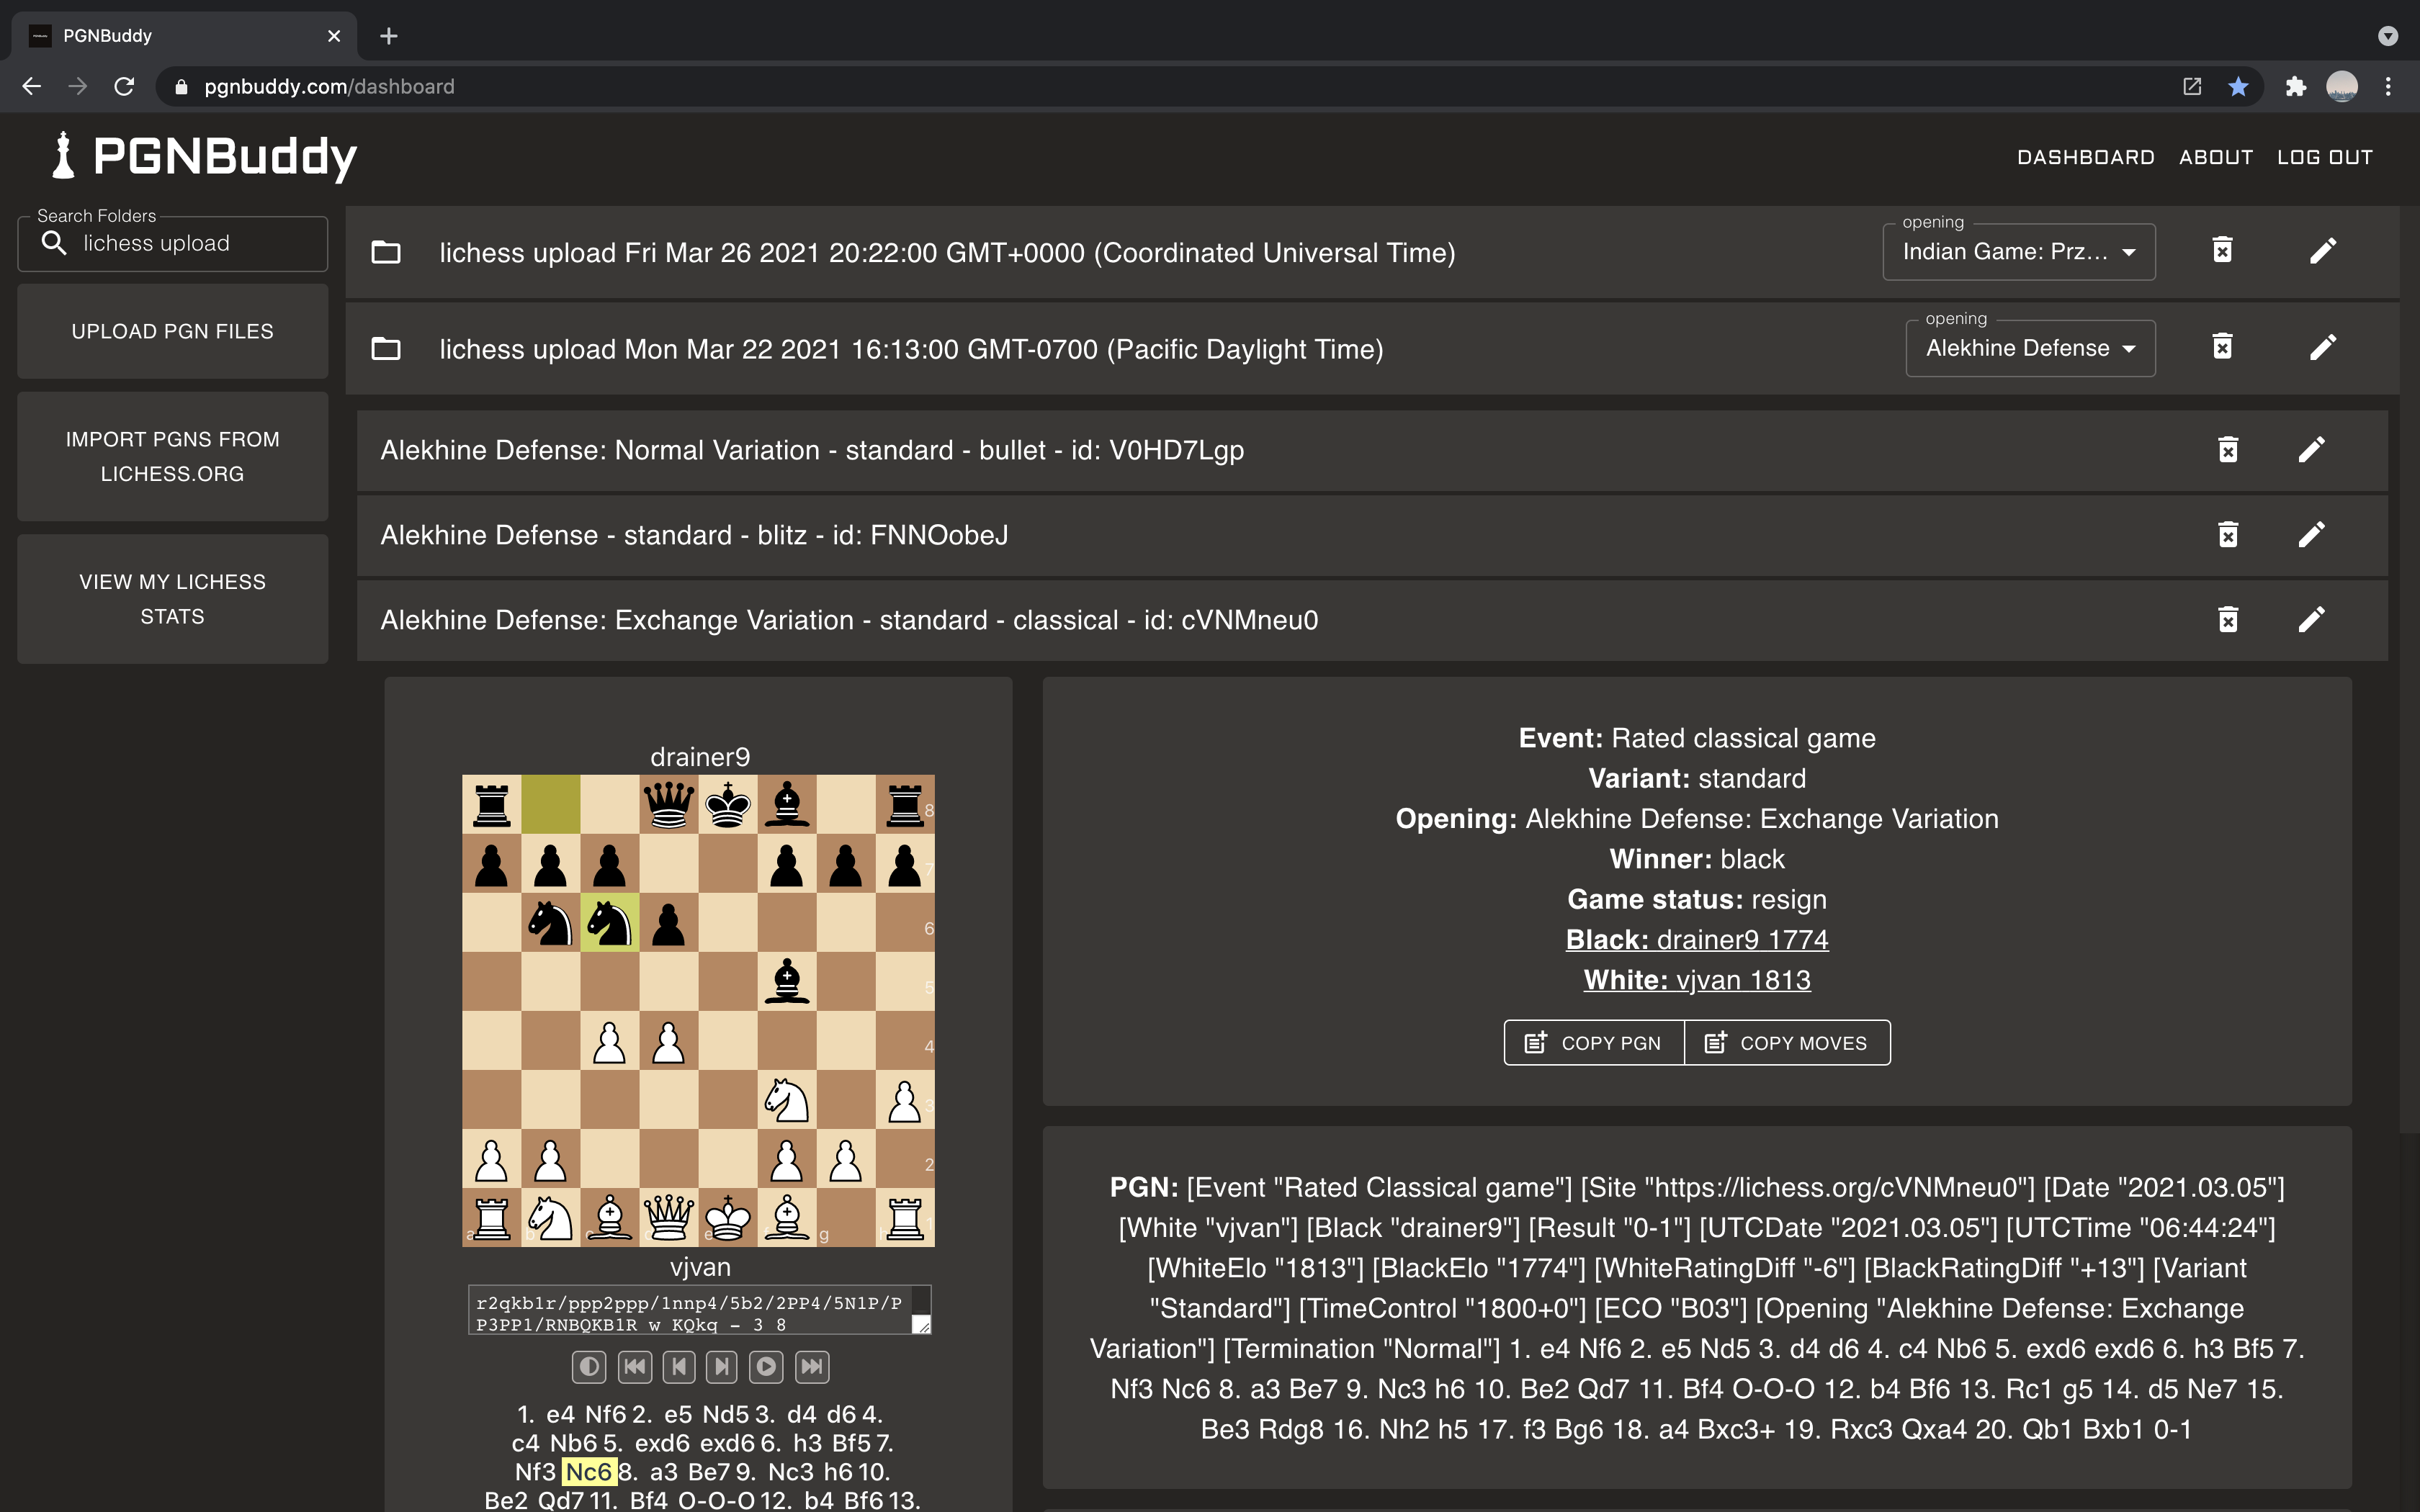 PGNBuddy
pgnbuddy.com/dashboard
PGNBuddy
DASHBOARD ABOUT LOG OUT
Search Folders
lichess upload
UPLOAD PGN FILES
IMPORT PGNS FROM
LICHESS.ORG
VIEW MY LICHESS
STATS
lichess upload Fri Mar 26 2021 20:22:00 GMT+0000 (Coordinated Universal Time)
opening
Indian Game: Prz...
lichess upload Mon Mar 22 2021 16:13:00 GMT-0700 (Pacific Daylight Time)
opening
Alekhine Defense
Alekhine Defense: Normal Variation - standard - bullet - id: V0HD7Lgp
Alekhine Defense - standard - blitz - id: FNNOobeJ
Alekhine Defense: Exchange Variation - standard - classical - id: cVNMneu0
drainer9
8
7
6
5
4
3
2
1
a b c d e f g h
vjvan
r2qkb1r/ppp2ppp/1nnp4/5b2/2PP4/5N1P/P
P3PP1/RNBQKB1R w KQkq - 3 8
1. e4 Nf6 2. e5 Nd5 3. d4 d6 4.
c4 Nb6 5. exd6 exd6 6. h3 Bf5 7.
Nf3 Nc6 8. a3 Be7 9. Nc3 h6 10.
Be2 Qd7 11. Bf4 O-O-O 12. b4 Bf6 13.
Event: Rated classical game
Variant: standard
Opening: Alekhine Defense: Exchange Variation
Winner: black
Game status: resign
Black: drainer9 1774
White: vjvan 1813
COPY PGN COPY MOVES
PGN: [Event "Rated Classical game"] [Site "https://lichess.org/cVNMneu0"] [Date "2021.03.05"]
[White "vjvan"] [Black "drainer9"] [Result "0-1"] [UTCDate "2021.03.05"] [UTCTime "06:44:24"]
[WhiteElo "1813"] [BlackElo "1774"] [WhiteRatingDiff "-6"] [BlackRatingDiff "+13"] [Variant
"Standard"] [TimeControl "1800+0"] [ECO "B03"] [Opening "Alekhine Defense: Exchange
Variation"] [Termination "Normal"] 1. e4 Nf6 2. e5 Nd5 3. d4 d6 4. c4 Nb6 5. exd6 exd6 6. h3 Bf5 7.
Nf3 Nc6 8. a3 Be7 9. Nc3 h6 10. Be2 Qd7 11. Bf4 O-O-O 12. b4 Bf6 13. Rc1 g5 14. d5 Ne7 15.
Be3 Rdg8 16. Nh2 h5 17. f3 Bg6 18. a4 Bxc3+ 19. Rxc3 Qxa4 20. Qb1 Bxb1 0-1